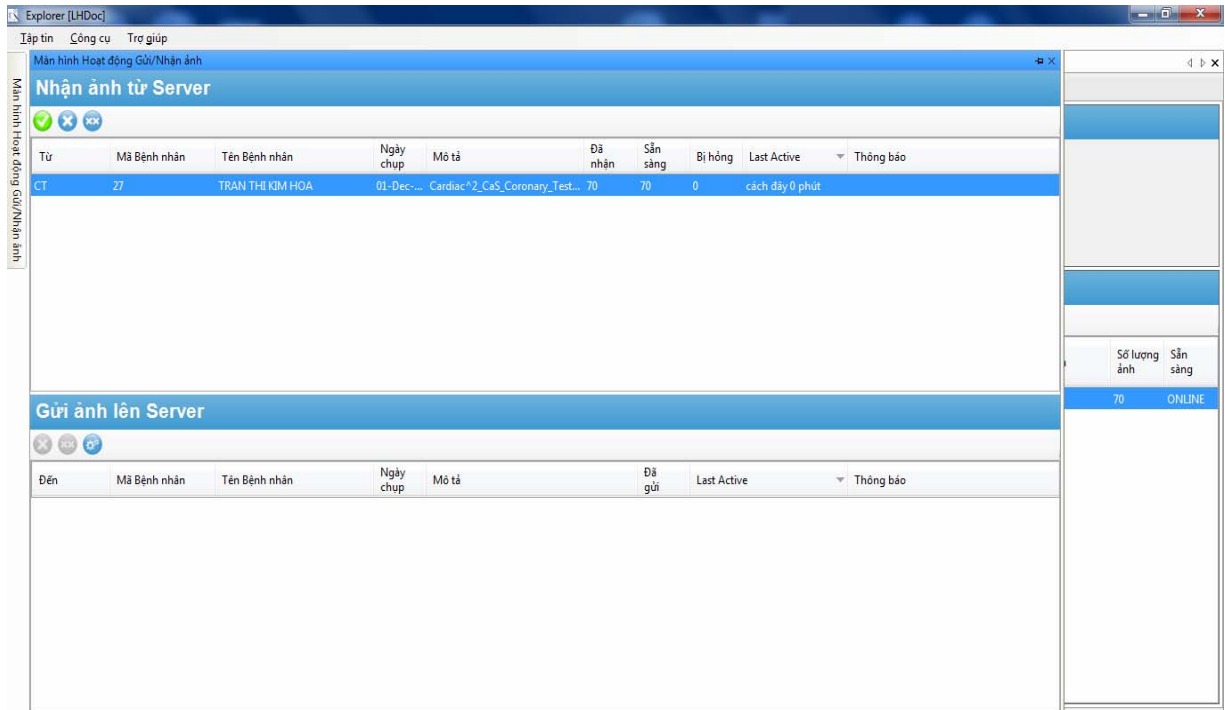 Explorer [LHDoc]
Tập tin Công cụ Trợ giúp
Màn hình Hoạt động Gửi/Nhận ảnh
Màn hình Hoạt động Gửi/Nhận ảnh
Nhận ảnh từ Server
Từ Mã Bệnh nhân Tên Bệnh nhân Ngày chụp Mô tả Đã nhận Sẵn sàng Bị hỏng Last Active Thông báo
CT 27 TRAN THI KIM HOA 01-Dec-... Cardiac^2_CaS_Coronary_Test... 70 70 0 cách đây 0 phút
Số lượng ảnh Sẵn sàng
70 ONLINE
Gửi ảnh lên Server
Đến Mã Bệnh nhân Tên Bệnh nhân Ngày chụp Mô tả Đã gửi Last Active Thông báo